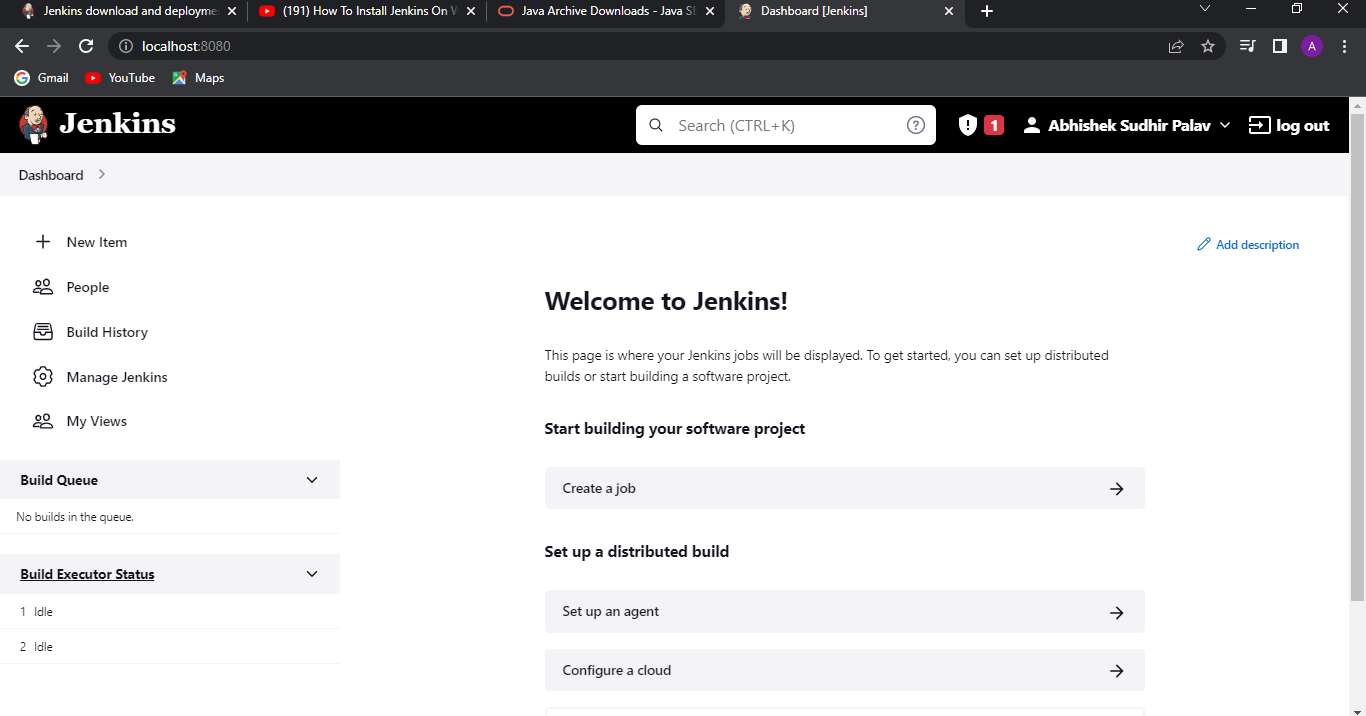 Jenkins download and deployme
(191) How To Install Jenkins On W
Java Archive Downloads - Java SE
Dashboard [Jenkins]
localhost:8080
A
Gmail
YouTube
Maps
Jenkins
Search (CTRL+K)
1
Abhishek Sudhir Palav
log out
Dashboard
New Item
Add description
People
Build History
Manage Jenkins
My Views
Build Queue
No builds in the queue.
Build Executor Status
1 Idle
2 Idle
Welcome to Jenkins!
This page is where your Jenkins jobs will be displayed. To get started, you can set up distributed
builds or start building a software project.
Start building your software project
Create a job
Set up a distributed build
Set up an agent
Configure a cloud